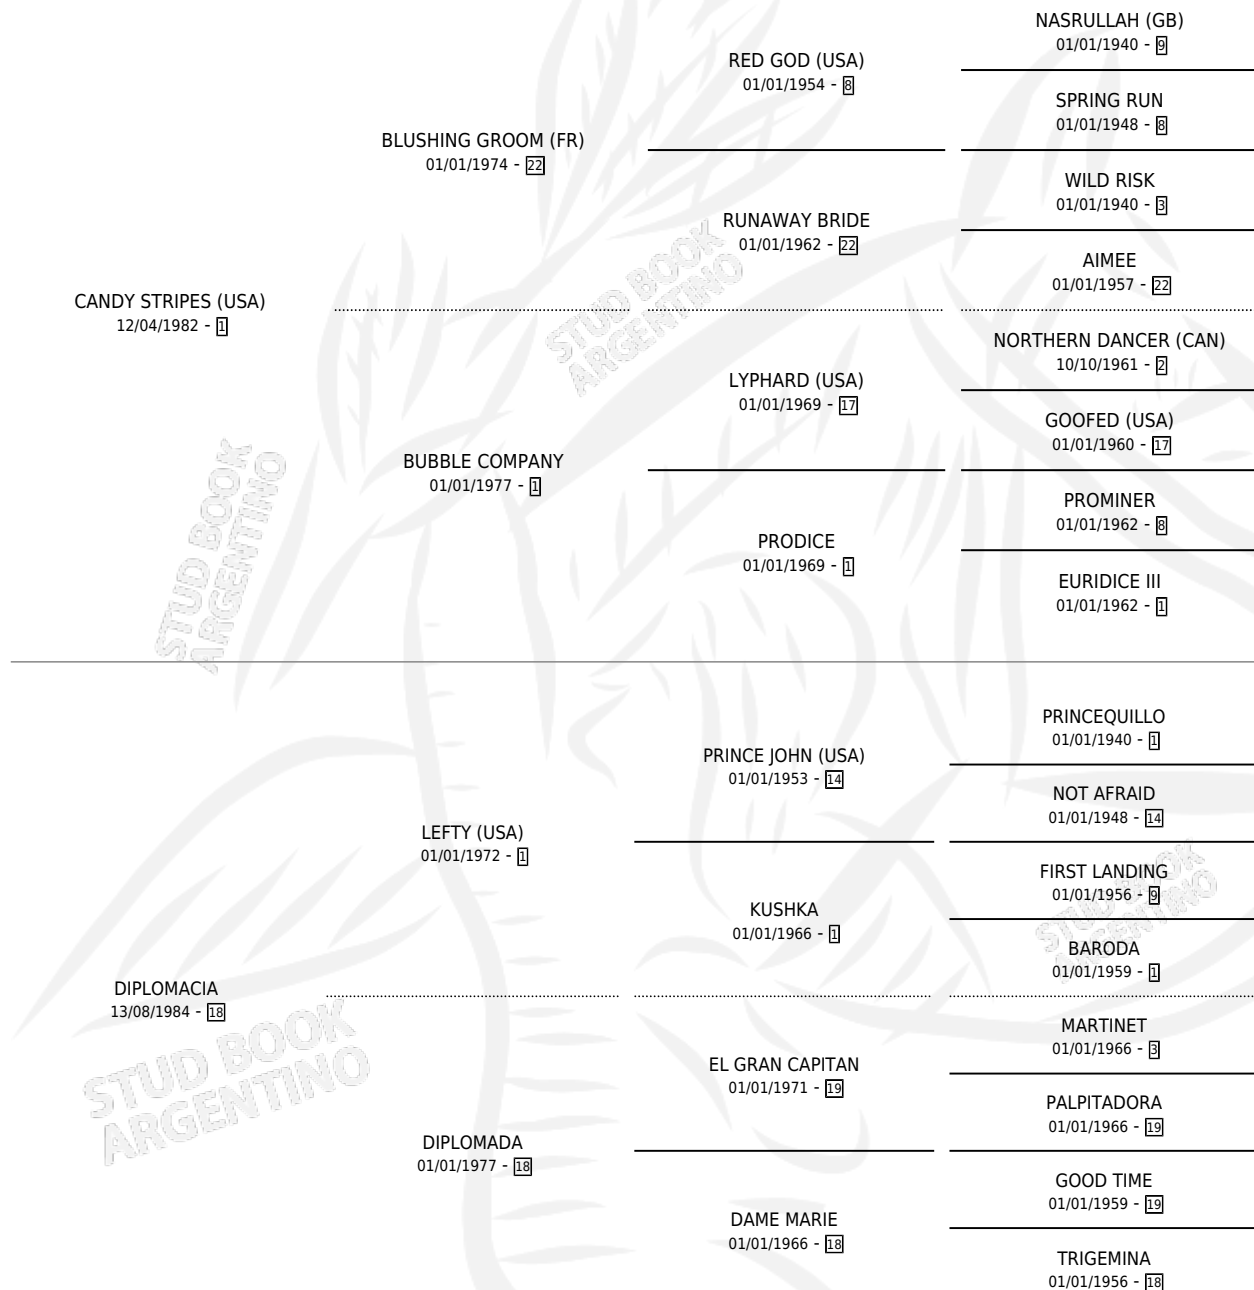 NASRULLAH (GB)
01/01/1940 - 9
RED GOD (USA)
01/01/1954 - 8
SPRING RUN
01/01/1948 - 8
BLUSHING GROOM (FR)
01/01/1974 - 22
WILD RISK
01/01/1940 - 3
RUNAWAY BRIDE
01/01/1962 - 22
AIMEE
01/01/1957 - 22
CANDY STRIPES (USA)
12/04/1982 - 1
NORTHERN DANCER (CAN)
10/10/1961 - 2
LYPHARD (USA)
01/01/1969 - 17
GOOFED (USA)
01/01/1960 - 17
BUBBLE COMPANY
01/01/1977 - 1
PROMINER
01/01/1962 - 8
PRODICE
01/01/1969 - 1
EURIDICE III
01/01/1962 - 1
PRINCEQUILLO
01/01/1940 - 1
PRINCE JOHN (USA)
01/01/1953 - 14
NOT AFRAID
01/01/1948 - 14
LEFTY (USA)
01/01/1972 - 1
FIRST LANDING
01/01/1956 - 9
KUSHKA
01/01/1966 - 1
BARODA
01/01/1959 - 1
DIPLOMACIA
13/08/1984 - 18
MARTINET
01/01/1966 - 3
EL GRAN CAPITAN
01/01/1971 - 19
PALPITADORA
01/01/1966 - 19
DIPLOMADA
01/01/1977 - 18
GOOD TIME
01/01/1959 - 19
DAME MARIE
01/01/1966 - 18
TRIGEMINA
01/01/1956 - 18
STUD BOOK
ARGENTINO
STUD BOOK
ARGENTINO
STUD BOOK
ARGENTINO
STUD BOOK
ARGENTINO